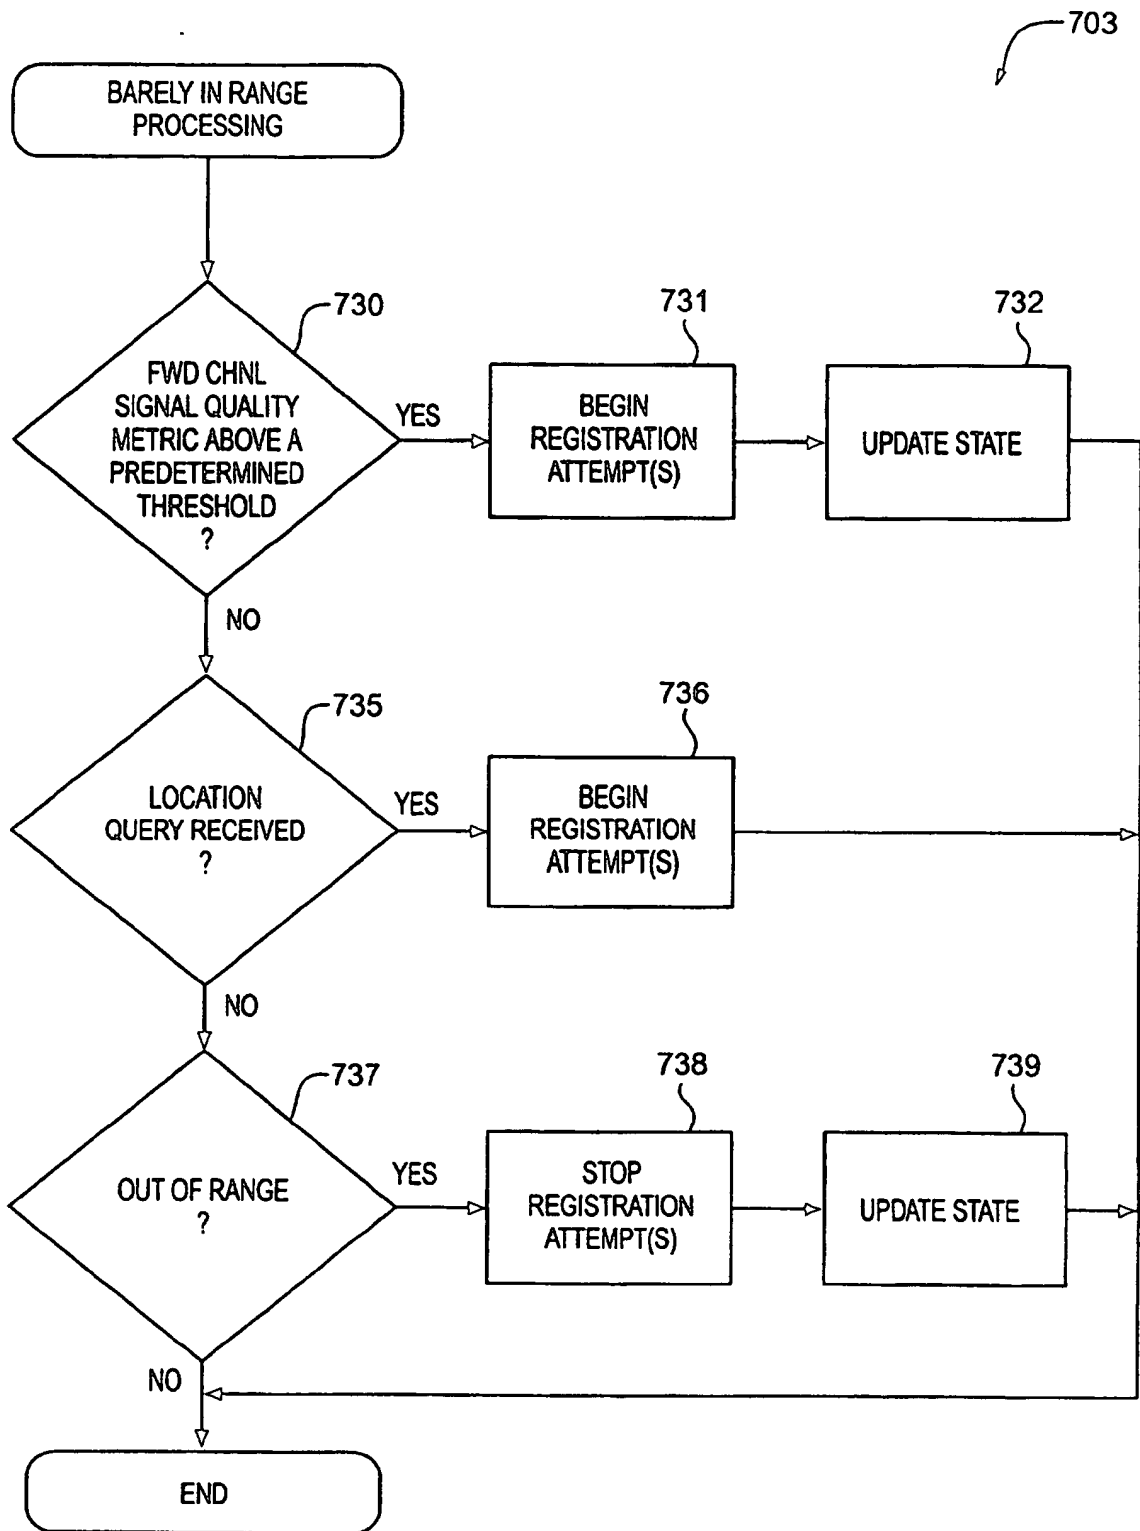 703
BARELY IN RANGE
PROCESSING
730
FWD CHNL
SIGNAL QUALITY
METRIC ABOVE A
PREDETERMINED
THRESHOLD
?
YES
731
BEGIN
REGISTRATION
ATTEMPT(S)
732
UPDATE STATE
NO
735
LOCATION
QUERY RECEIVED
?
YES
736
BEGIN
REGISTRATION
ATTEMPT(S)
NO
737
OUT OF RANGE
?
YES
738
STOP
REGISTRATION
ATTEMPT(S)
739
UPDATE STATE
NO
END